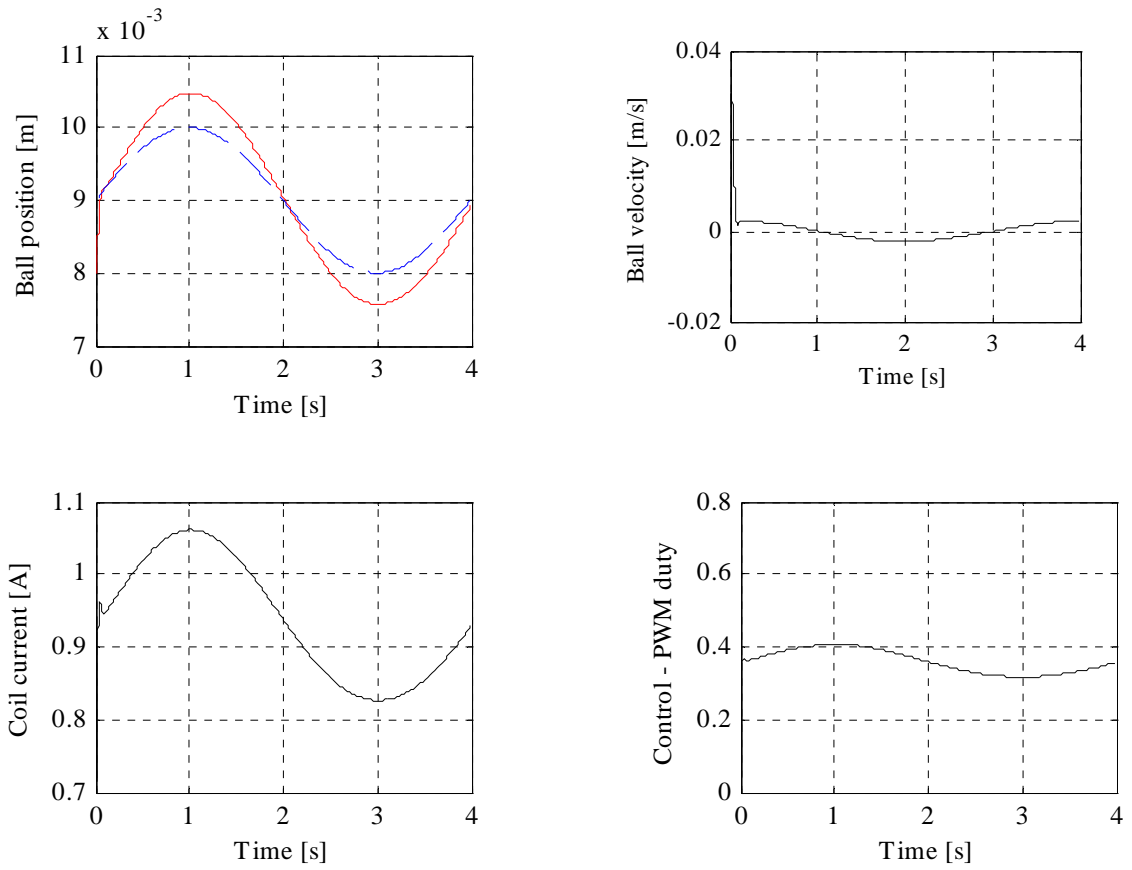 x 10-3
11
10
9
8
7
Ball position [m]
0 1 2 3 4
Time [s]
0.04
0.02
0
-0.02
Ball velocity [m/s]
0 1 2 3 4
Time [s]
1.1
1
0.9
0.8
0.7
Coil current [A]
0 1 2 3 4
Time [s]
0.8
0.6
0.4
0.2
0
Control - PWM duty
0 1 2 3 4
Time [s]